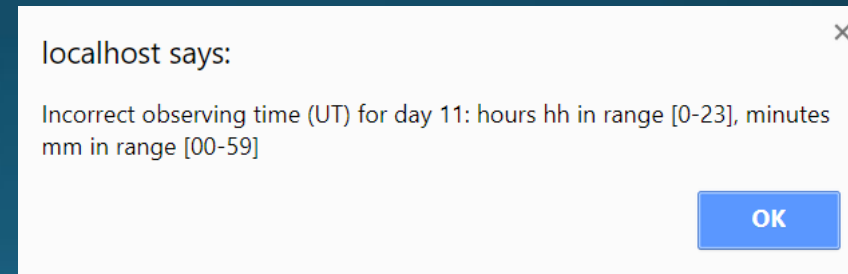 localhost says:
Incorrect observing time (UT) for day 11: hours hh in range [0-23], minutes
mm in range [00-59]
OK